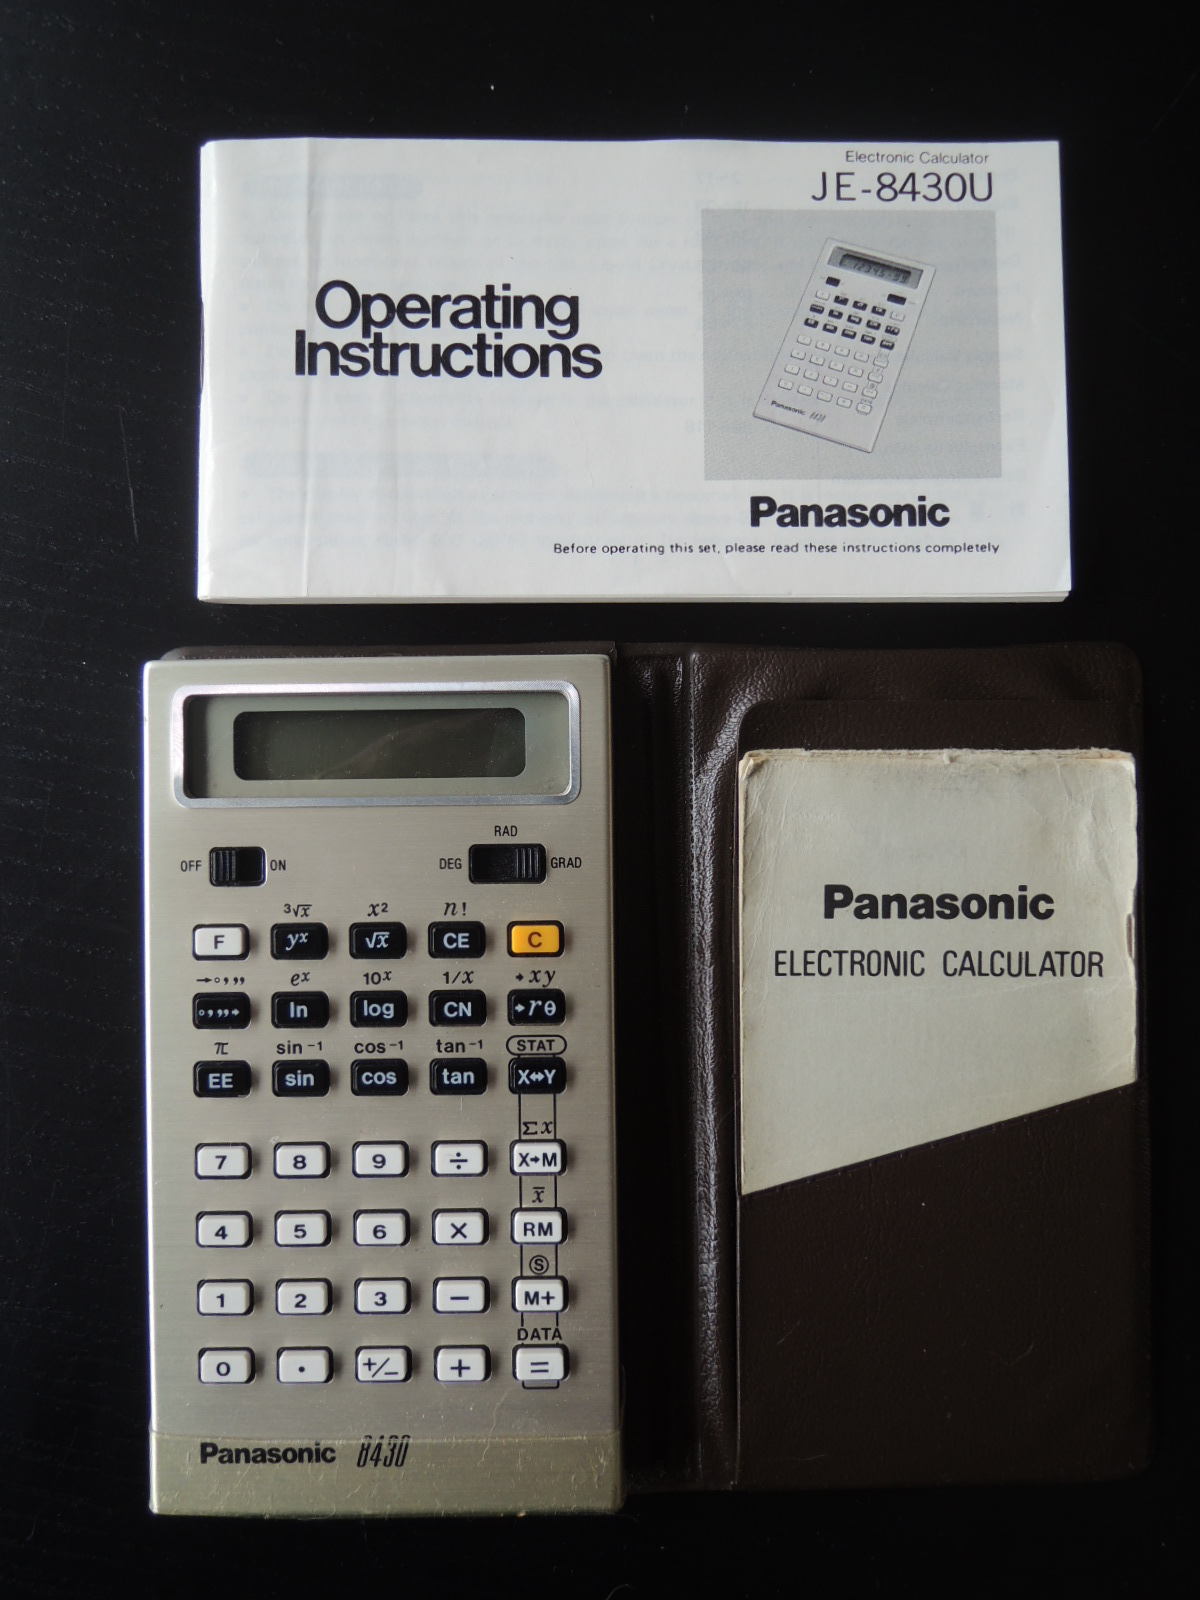 Electronic Calculator
JE-8430U
Operating
Instructions
Panasonic 8430
Panasonic
Before operating this set, please read these instructions completely
Panasonic
ELECTRONIC CALCULATOR
RAD
OFF ON DEG GRAD
³√x x² n!
F yˣ √x CE C
→°,,, eˣ 10ˣ 1/x →xy
°,,,→ ln log CN →rθ
π sin⁻¹ cos⁻¹ tan⁻¹ STAT
EE sin cos tan X↔Y
Σx
7 8 9 ÷ X→M
x̅
4 5 6 × RM
Ⓢ
1 2 3 − M+
DATA
0 . +/− + =
Panasonic 8430